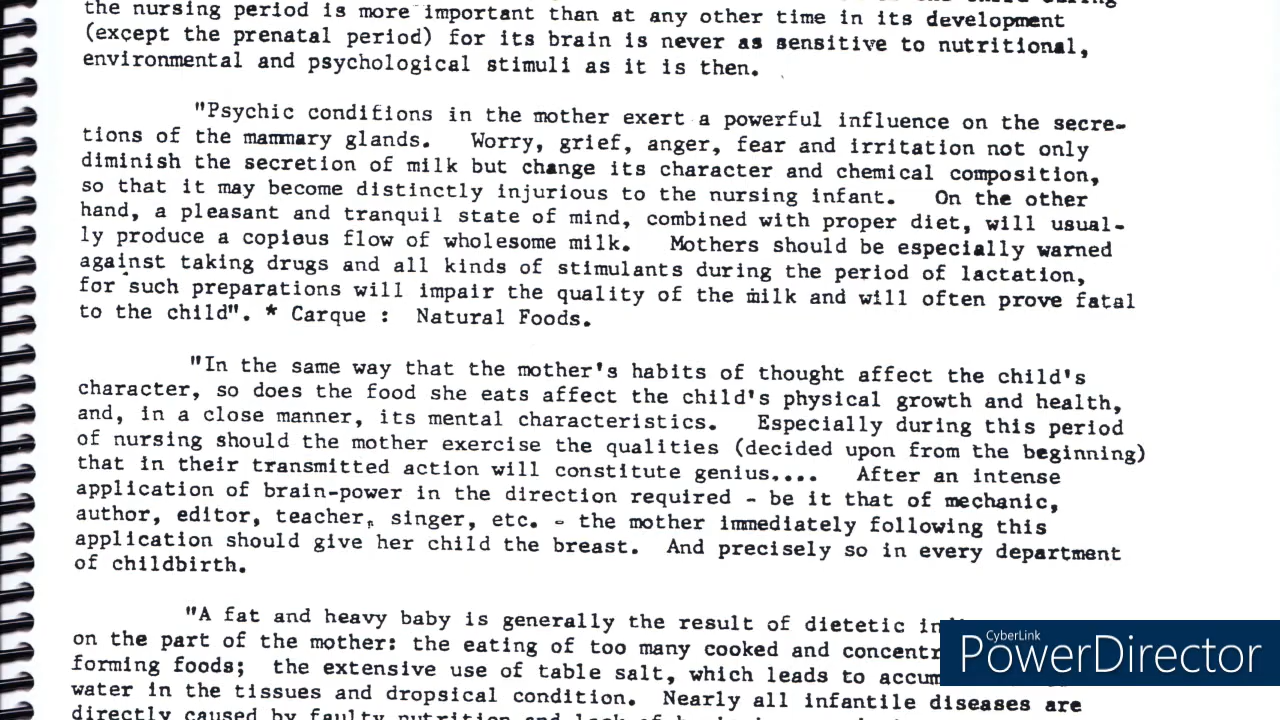 the nursing period is more important than at any other time in its development
(except the prenatal period) for its brain is never as sensitive to nutritional,
environmental and psychological stimuli as it is then.
"Psychic conditions in the mother exert a powerful influence on the secre-
tions of the mammary glands. Worry, grief, anger, fear and irritation not only
diminish the secretion of milk but change its character and chemical composition,
so that it may become distinctly injurious to the nursing infant. On the other
hand, a pleasant and tranquil state of mind, combined with proper diet, will usual-
ly produce a copious flow of wholesome milk. Mothers should be especially warned
against taking drugs and all kinds of stimulants during the period of lactation,
for such preparations will impair the quality of the milk and will often prove fatal
to the child". * Carque : Natural Foods.
"In the same way that the mother's habits of thought affect the child's
character, so does the food she eats affect the child's physical growth and health,
and, in a close manner, its mental characteristics. Especially during this period
of nursing should the mother exercise the qualities (decided upon from the beginning)
that in their transmitted action will constitute genius.... After an intense
application of brain-power in the direction required - be it that of mechanic,
author, editor, teacher, singer, etc. - the mother immediately following this
application should give her child the breast. And precisely so in every department
of childbirth.
"A fat and heavy baby is generally the result of dietetic
on the part of the mother: the eating of too many cooked and
forming foods; the extensive use of table salt, which leads to
water in the tissues and dropsical condition. Nearly all infantile diseases are
directly caused by faulty nutrition and lack of
CyberLink
PowerDirector